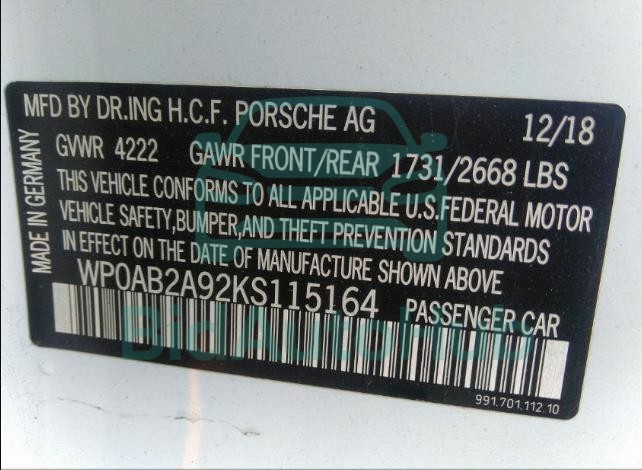 MFD BY DR.ING H.C.F. PORSCHE AG 12/18
GVWR 4222 GAWR FRONT/REAR 1731/2668 LBS
THIS VEHICLE CONFORMS TO ALL APPLICABLE U.S.FEDERAL MOTOR
VEHICLE SAFETY,BUMPER,AND THEFT PREVENTION STANDARDS
IN EFFECT ON THE DATE OF MANUFACTURE SHOWN ABOVE
WP0AB2A92KS115164 PASSENGER CAR
991.701.112.10
MADE IN GERMANY
BidAutohub